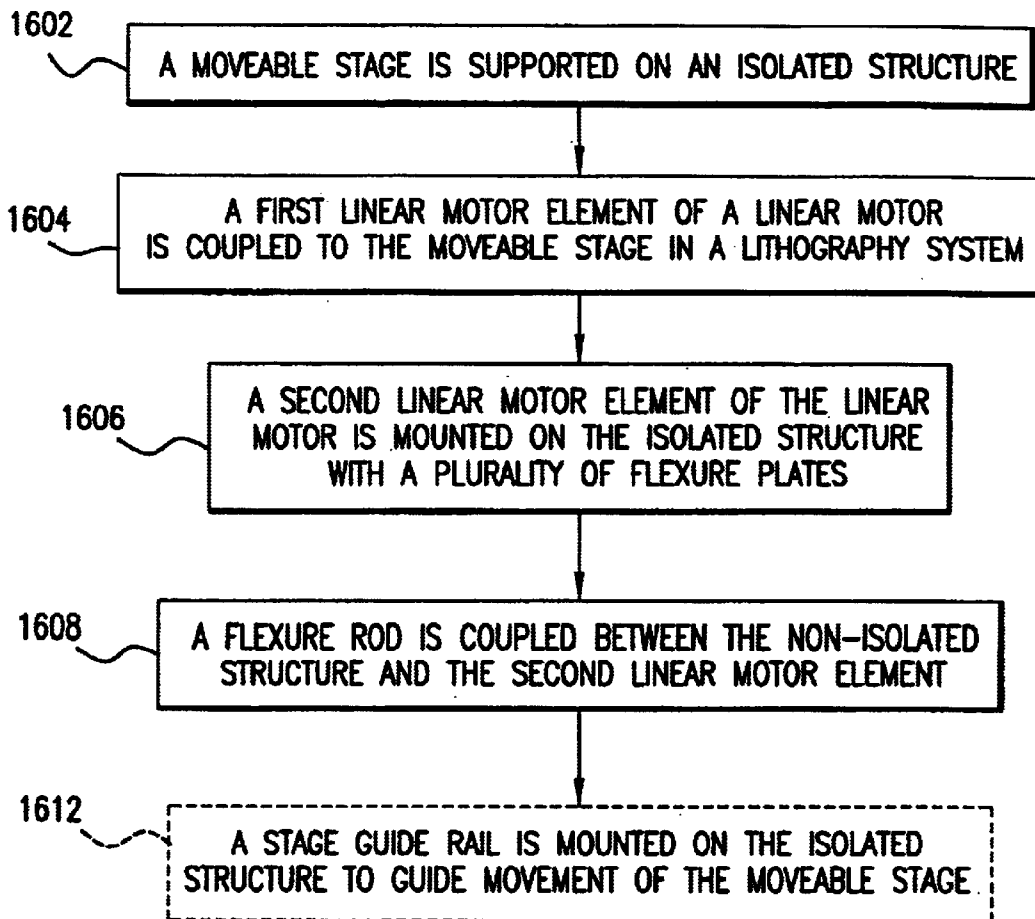 1602
A MOVEABLE STAGE IS SUPPORTED ON AN ISOLATED STRUCTURE
1604
A FIRST LINEAR MOTOR ELEMENT OF A LINEAR MOTOR
IS COUPLED TO THE MOVEABLE STAGE IN A LITHOGRAPHY SYSTEM
1606
A SECOND LINEAR MOTOR ELEMENT OF THE LINEAR
MOTOR IS MOUNTED ON THE ISOLATED STRUCTURE
WITH A PLURALITY OF FLEXURE PLATES
1608
A FLEXURE ROD IS COUPLED BETWEEN THE NON-ISOLATED
STRUCTURE AND THE SECOND LINEAR MOTOR ELEMENT
1612
A STAGE GUIDE RAIL IS MOUNTED ON THE ISOLATED
STRUCTURE TO GUIDE MOVEMENT OF THE MOVEABLE STAGE